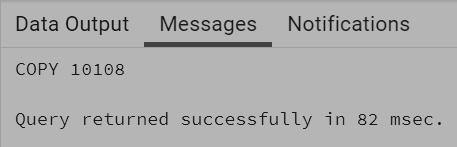 Data Output Messages Notifications
COPY 10108
Query returned successfully in 82 msec.